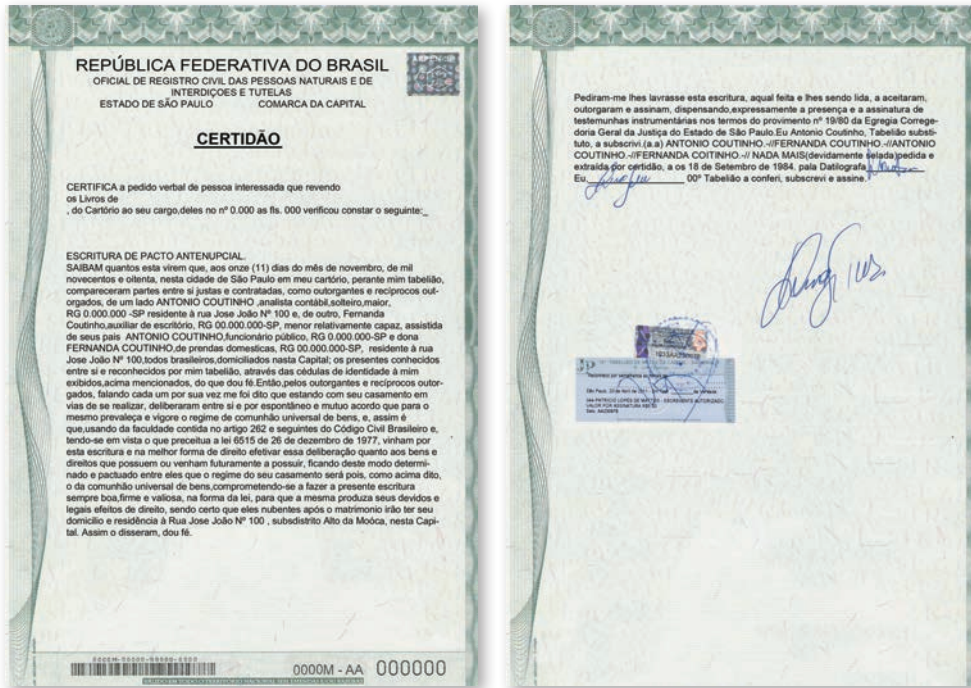 REPÚBLICA FEDERATIVA DO BRASIL
OFICIAL DE REGISTRO CIVIL DAS PESSOAS NATURAIS E DE
INTERDIÇOES E TUTELAS
ESTADO DE SÃO PAULO COMARCA DA CAPITAL
CERTIDÃO
CERTIFICA a pedido verbal de pessoa interessada que revendo
os Livros de
, do Cartório ao seu cargo,deles no nº 0.000 as fls. 000 verificou constar o seguinte:_
ESCRITURA DE PACTO ANTENUPCIAL.
SAIBAM quantos esta virem que, aos onze (11) dias do mês de novembro, de mil
novecentos e oitenta, nesta cidade de São Paulo em meu cartório, perante mim tabelião,
compareceram partes entre sí justas e contratadas, como outorgantes e recíprocos out-
orgados, de um lado ANTONIO COUTINHO ,analista contábil,solteiro,maior,
RG 0.000.000 -SP residente à rua Jose João Nº 100 e, de outro, Fernanda
Coutinho,auxiliar de escritório, RG 00.000.000-SP, menor relativamente capaz, assistida
de seus pais ANTONIO COUTINHO,funcionário público, RG 0.000.000-SP e dona
FERNANDA COUTINHO,de prendas domesticas, RG 00.000.000-SP, residente à rua
Jose João Nº 100,todos brasileiros,domiciliados nasta Capital; os presentes conhecidos
entre si e reconhecidos por mim tabelião, através das cédulas de identidade à mim
exibidos,acima mencionados, do que dou fé.Então,pelos outorgantes e recíprocos outor-
gados, falando cada um por sua vez me foi dito que estando com seu casamento em
vias de se realizar, deliberaram entre si e por espontâneo e mutuo acordo que para o
mesmo prevaleça e vigore o regime de comunhão universal de bens, e, assim é
que,usando da faculdade contida no artigo 262 e seguintes do Código Civil Brasileiro e,
tendo-se em vista o que preceitua a lei 6515 de 26 de dezembro de 1977, vinham por
esta escritura e na melhor forma de direito efetivar essa deliberação quanto aos bens e
direitos que possuem ou venham futuramente a possuir, ficando deste modo determi-
nado e pactuado entre eles que o regime do seu casamento será pois, como acima dito,
o da comunhão universal de bens,comprometendo-se a fazer a presente escritura
sempre boa,firme e valiosa, na forma da lei, para que a mesma produza seus devidos e
legais efeitos de direito, sendo certo que eles nubentes após o matrimonio irão ter seu
domicilio e residência à Rua Jose João Nº 100 , subsdistrito Alto da Moóca, nesta Capi-
tal. Assim o disseram, dou fé.
0000M - AA 000000
Pediram-me lhes lavrasse esta escritura, aqual feita e lhes sendo lida, a aceitaram,
outorgaram e assinam, dispensando,expressamente a presença e a assinatura de
testemunhas instrumentárias nos termos do provimento nº 19/80 da Egregia Correge-
doria Geral da Justiça do Estado de São Paulo.Eu Antonio Coutinho, Tabelião substi-
tuto, a subscrivi.(a.a) ANTONIO COUTINHO.-//FERNANDA COUTINHO.-//ANTONIO
COUTINHO.-//FERNANDA COITINHO.-// NADA MAIS(devidamente selada)pedida e
extraída por certidão, a os 18 de Setembro de 1984. pala Datilografa
Eu, 00º Tabelião a conferi, subscrevi e assine.